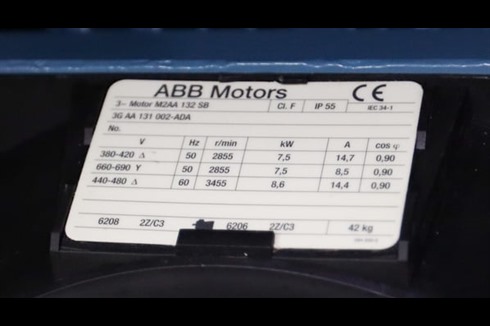 ABB Motors CE
3~ Motor M2AA 132 SB Cl. F IP 55 IEC 34-1
3G AA 131 002-ADA
No.
V Hz r/min kW A cos φ
380-420 Δ 50 2855 7,5 14,7 0,90
660-690 Y 50 2855 7,5 8,5 0,90
440-480 Δ 60 3455 8,6 14,4 0,90
6208 2Z/C3 6206 2Z/C3 42 kg